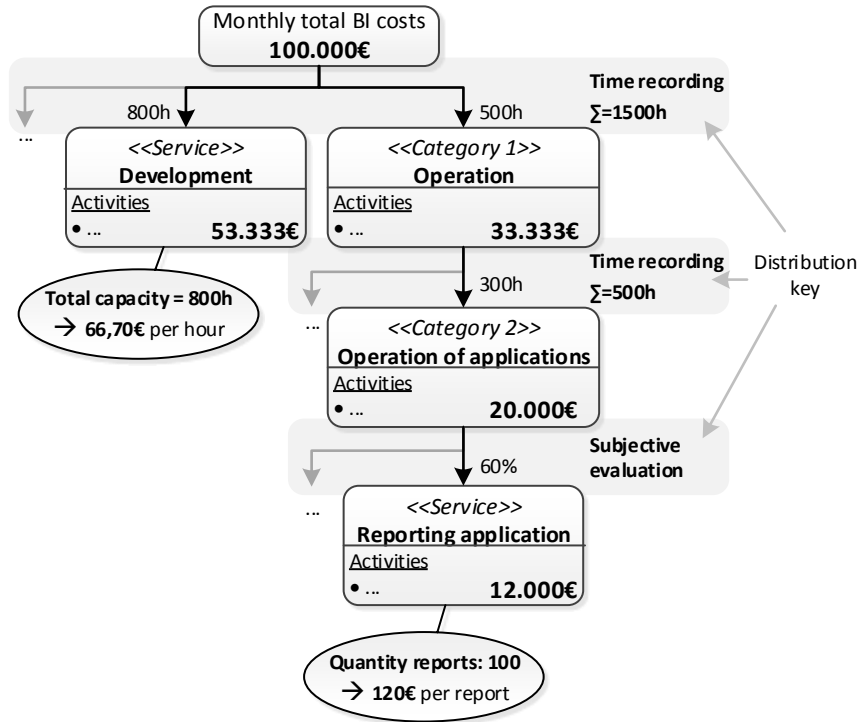 Monthly total BI costs
100.000€
Time recording
∑=1500h
800h
500h
...
<<Service>>
Development
Activities
• ...
53.333€
<<Category 1>>
Operation
Activities
• ...
33.333€
Total capacity = 800h
→ 66,70€ per hour
Time recording
∑=500h
300h
...
Distribution
key
<<Category 2>>
Operation of applications
Activities
• ...
20.000€
Subjective
evaluation
60%
...
<<Service>>
Reporting application
Activities
• ...
12.000€
Quantity reports: 100
→ 120€ per report